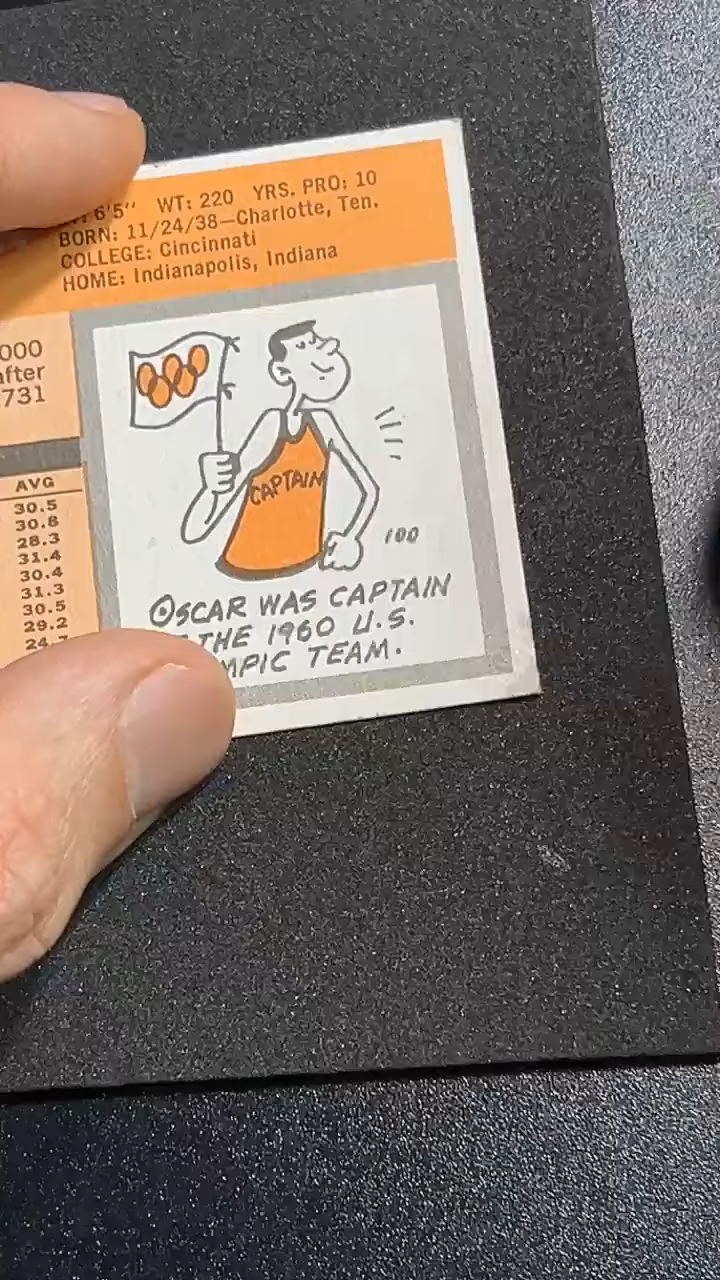 6'5" WT: 220 YRS. PRO: 10
BORN: 11/24/38—Charlotte, Ten.
COLLEGE: Cincinnati
HOME: Indianapolis, Indiana
000
731
AVG
30.5
30.8
28.3
31.4
30.4
31.3
30.5
29.2
CAPTAIN
100
OSCAR WAS CAPTAIN
THE 1960 U.S.
TEAM.